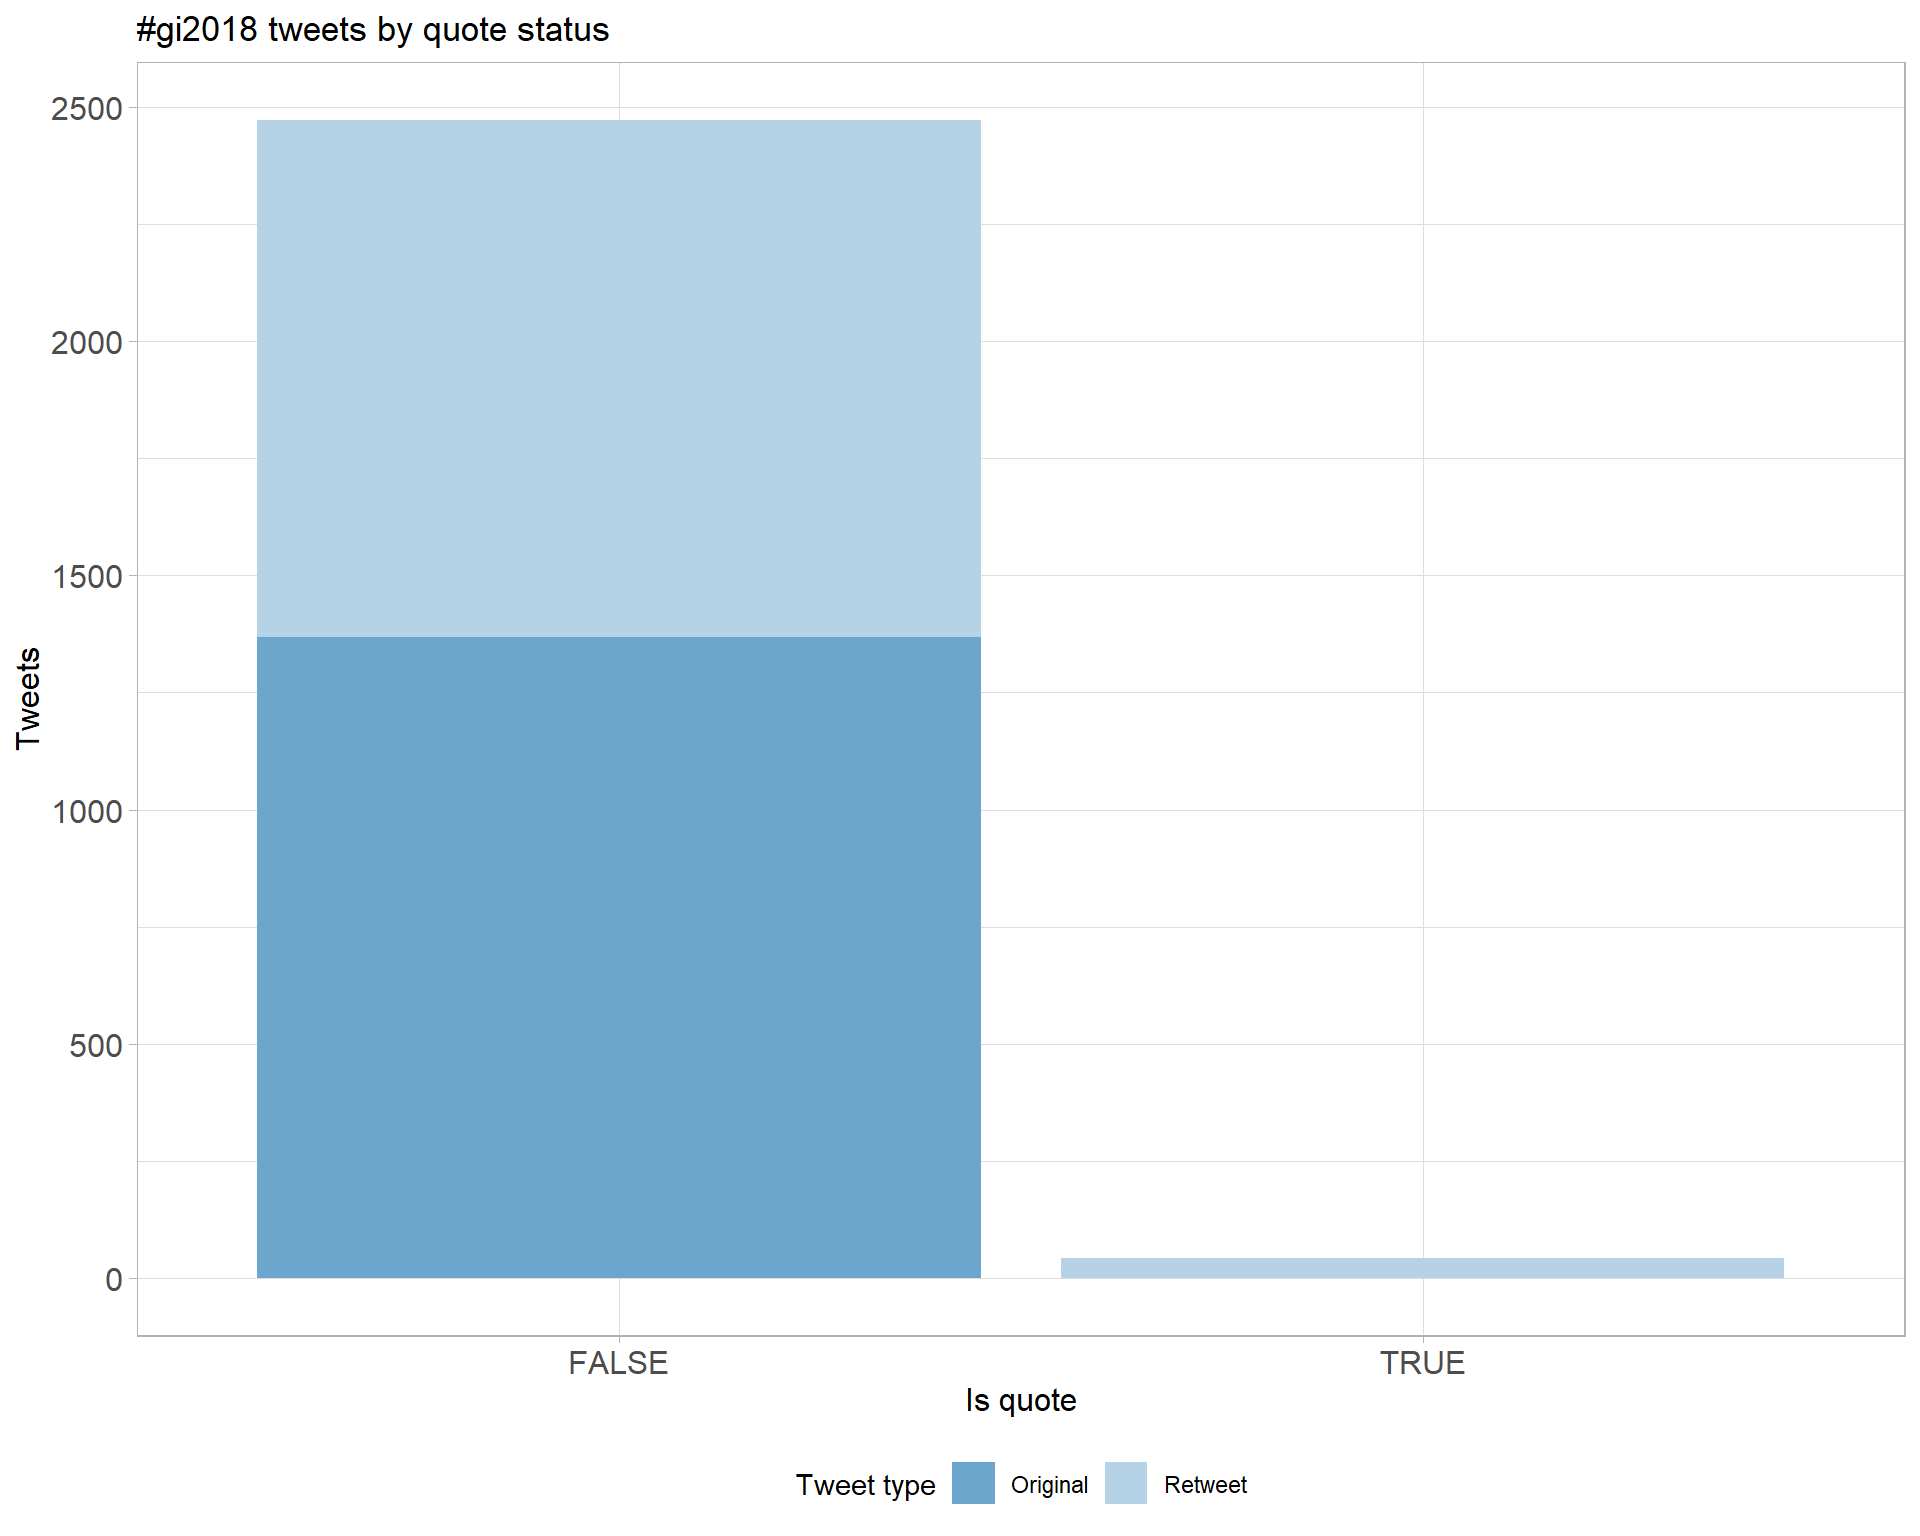 #gi2018 tweets by quote status
2500
2000
1500
1000
500
0
Tweets
FALSE TRUE
Is quote
Tweet type Original Retweet